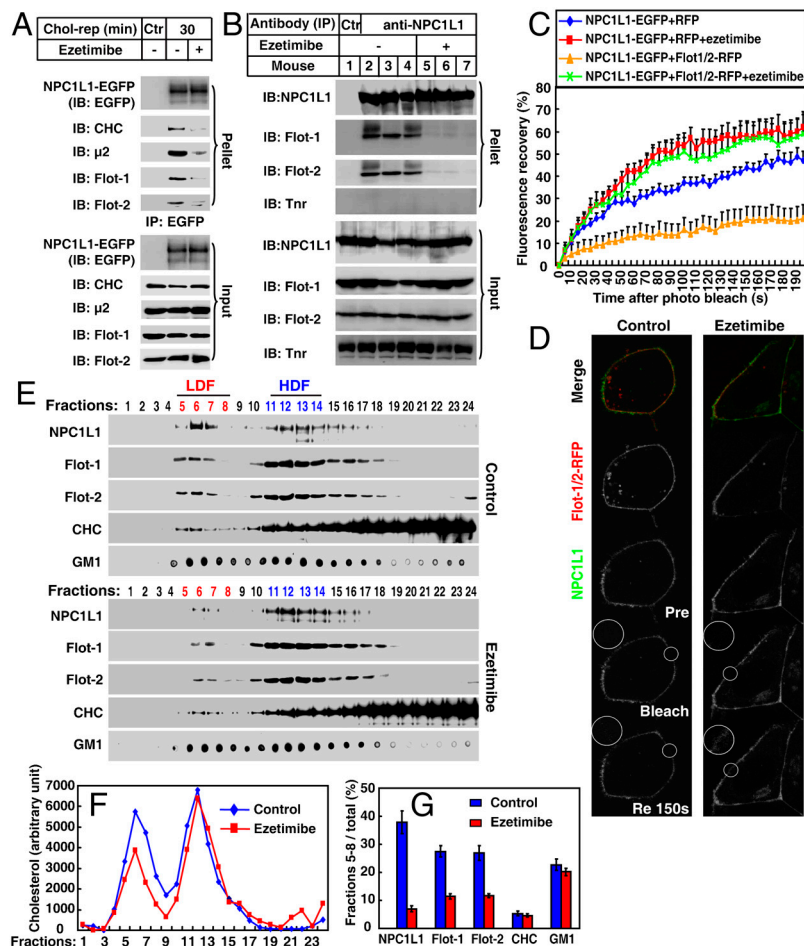 A
Chol-rep (min) Ctr 30
Ezetimibe - - +
NPC1L1-EGFP
(IB: EGFP)
IB: CHC
IB: μ2
IB: Flot-1
IB: Flot-2
Pellet
IP: EGFP
NPC1L1-EGFP
(IB: EGFP)
IB: CHC
IB: μ2
IB: Flot-1
IB: Flot-2
Input
B
Antibody (IP) Ctr anti-NPC1L1
Ezetimibe - +
Mouse 1 2 3 4 5 6 7
IB:NPC1L1
IB: Flot-1
IB: Flot-2
IB: Tnr
Pellet
IB:NPC1L1
IB: Flot-1
IB: Flot-2
IB: Tnr
Input
C
NPC1L1-EGFP+RFP
NPC1L1-EGFP+RFP+ezetimibe
NPC1L1-EGFP+Flot1/2-RFP
NPC1L1-EGFP+Flot1/2-RFP+ezetimibe
Fluorescence recovery (%)
80
70
60
50
40
30
20
10
0
0 10 20 30 40 50 60 70 80 90 100 110 120 130 140 150 160 170 180 190
Time after photo bleach (s)
D
Control Ezetimibe
Merge
Flot-1/2-RFP
NPC1L1
Pre
Bleach
Re 150s
E
LDF HDF
Fractions: 1 2 3 4 5 6 7 8 9 10 11 12 13 14 15 16 17 18 19 20 21 22 23 24
NPC1L1
Flot-1
Flot-2
CHC
GM1
Control
Fractions: 1 2 3 4 5 6 7 8 9 10 11 12 13 14 15 16 17 18 19 20 21 22 23 24
NPC1L1
Flot-1
Flot-2
CHC
GM1
Ezetimibe
F
Cholesterol (arbitrary unit)
7000
6000
5000
4000
3000
2000
1000
0
Control
Ezetimibe
Fractions: 1 3 5 7 9 11 13 15 17 19 21 23
G
Fractions 5-8 / total (%)
50
40
30
20
10
0
Control
Ezetimibe
NPC1L1 Flot-1 Flot-2 CHC GM1